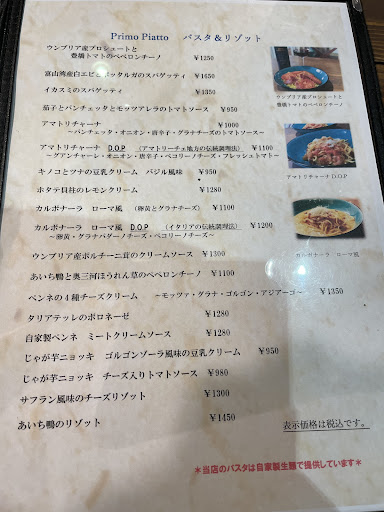 Primo Piatto パスタ＆リゾット
ウンブリア産プロシュートと
豊橋トマトのペペロンチーノ ¥1250
富山湾産白エビとボッタルガのスパゲッティ ¥1650
イカスミのスパゲッティ ¥1350
茄子とパンチェッタとモッツアレラのトマトソース ¥950
アマトリチャーナ ¥1000
～パンチェッタ・オニオン・唐辛子・グラナチーズのトマトソース～
アマトリチャーナ D.O.P （アマトリーチェ地方の伝統調理法） ¥1100
～グアンチャーレ・オニオン・唐辛子・ペコリーノチーズ・フレッシュトマト～
キノコとツナの豆乳クリーム バジル風味 ¥950
ホタテ貝柱のレモンクリーム ¥1280
カルボナーラ ローマ風 （卵黄とグラナチーズ） ¥1100
カルボナーラ ローマ風 D.O.P （イタリアの伝統調理法） ¥1200
～卵黄・グラナパダーノチーズ・ペコリーノチーズ～
ウンブリア産ポルチーニ茸のクリームソース ¥1300
あいち鴨と奥三河ほうれん草のペペロンチーノ ¥1100
ペンネの4種チーズクリーム ～モッツァ・グラナ・ゴルゴン・アジアーゴ～ ¥1350
タリアテッレのボロネーゼ ¥1280
自家製ペンネ ミートクリームソース ¥1280
じゃが芋ニョッキ ゴルゴンゾーラ風味の豆乳クリーム ¥950
じゃが芋ニョッキ チーズ入りトマトソース ¥980
サフラン風味のチーズリゾット ¥1300
あいち鴨のリゾット ¥1450
ウンブリア産プロシュートと
豊橋トマトのペペロンチーノ
アマトリチャーナ D.O.P
カルボナーラ ローマ風
表示価格は税込です。
＊当店のパスタは自家製生麺で提供しています＊